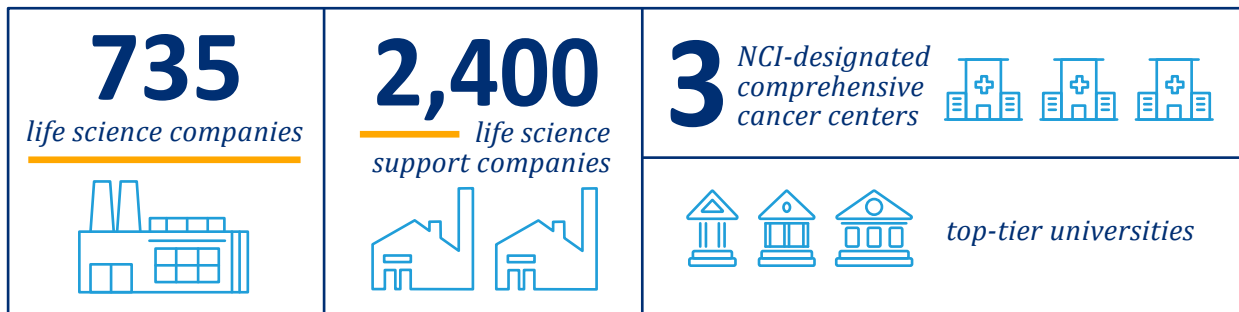 735
life science companies
2,400
life science
support companies
3
NCI-designated
comprehensive
cancer centers
top-tier universities